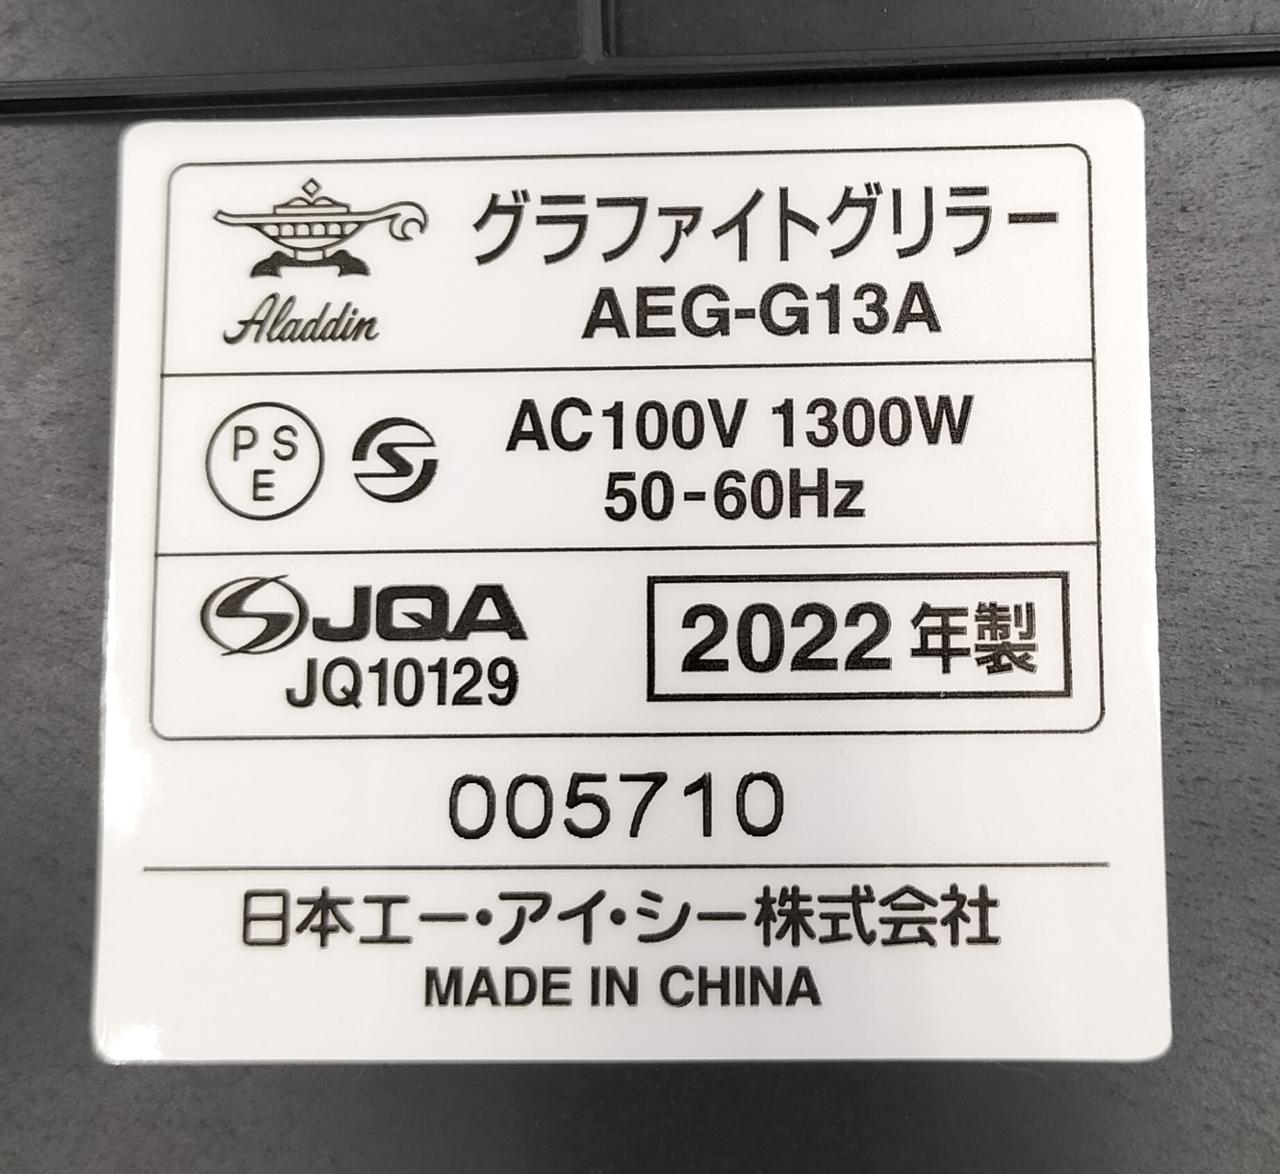 グラファイトグリラー
Aladdin
AEG-G13A
PSE
AC100V 1300W
50-60Hz
JQA
JQ10129
2022年製
005710
日本エー・アイ・シー株式会社
MADE IN CHINA